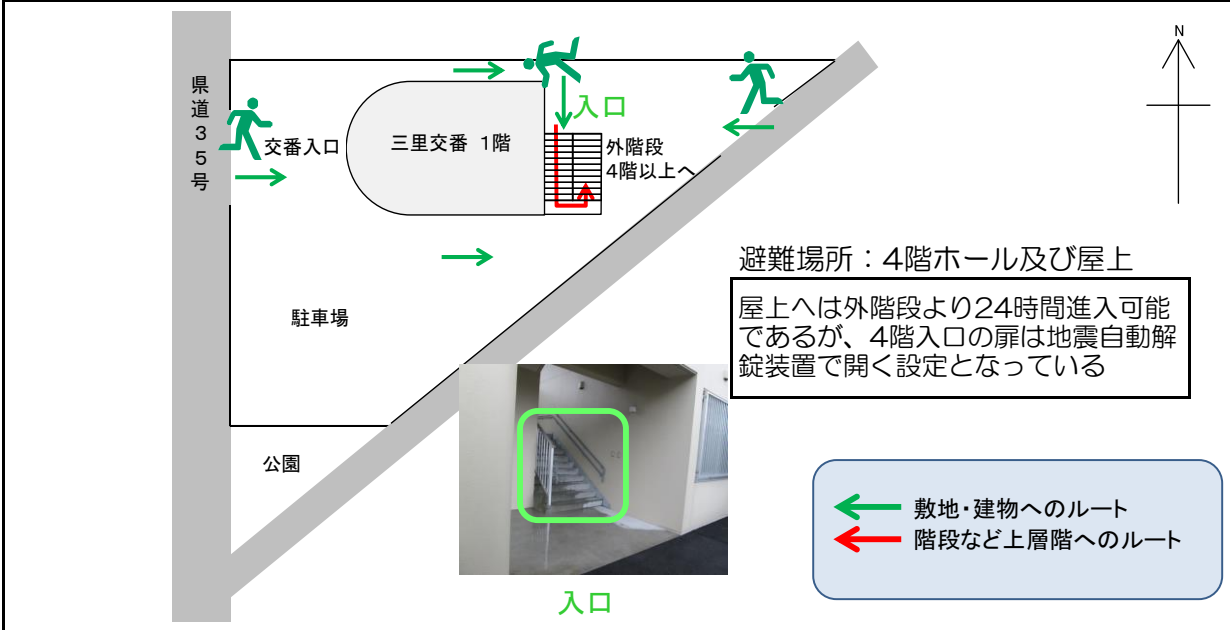 N
県道35号
入口
交番入口
三里交番 1階
外階段
4階以上へ
避難場所：4階ホール及び屋上
屋上へは外階段より24時間進入可能
であるが、4階入口の扉は地震自動解
錠装置で開く設定となっている
駐車場
公園
敷地・建物へのルート
階段など上層階へのルート
入口